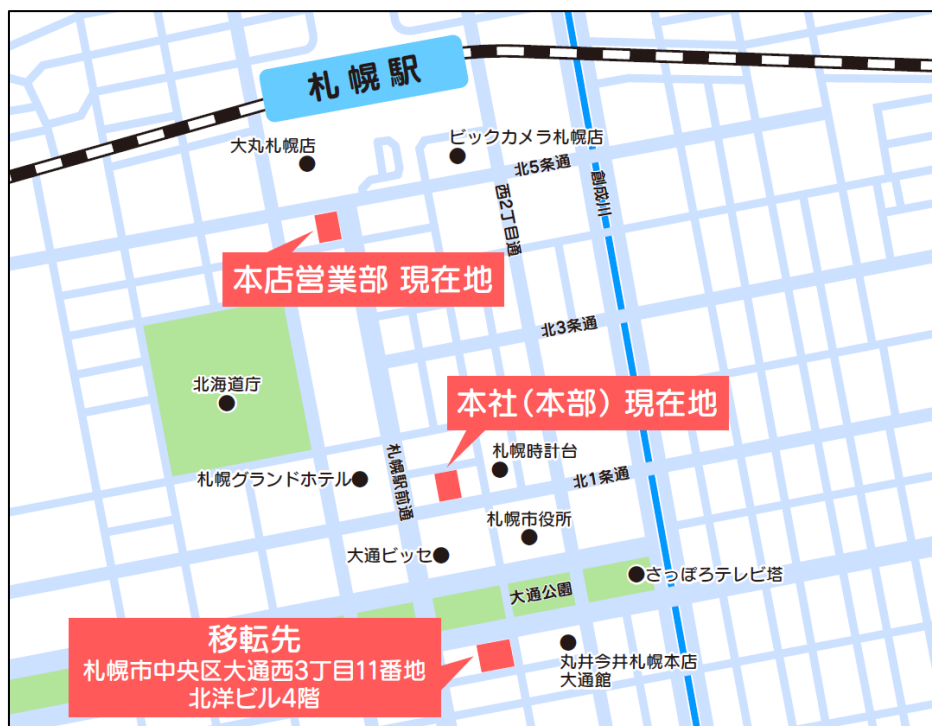 札幌駅
大丸札幌店
ビックカメラ札幌店
北5条通
西2丁目通
創成川
本店営業部 現在地
北3条通
北海道庁
本社(本部) 現在地
札幌時計台
札幌グランドホテル
札幌駅前通
北1条通
札幌市役所
大通ビッセ
さっぽろテレビ塔
大通公園
移転先
札幌市中央区大通西3丁目11番地
北洋ビル4階
丸井今井札幌本店
大通館